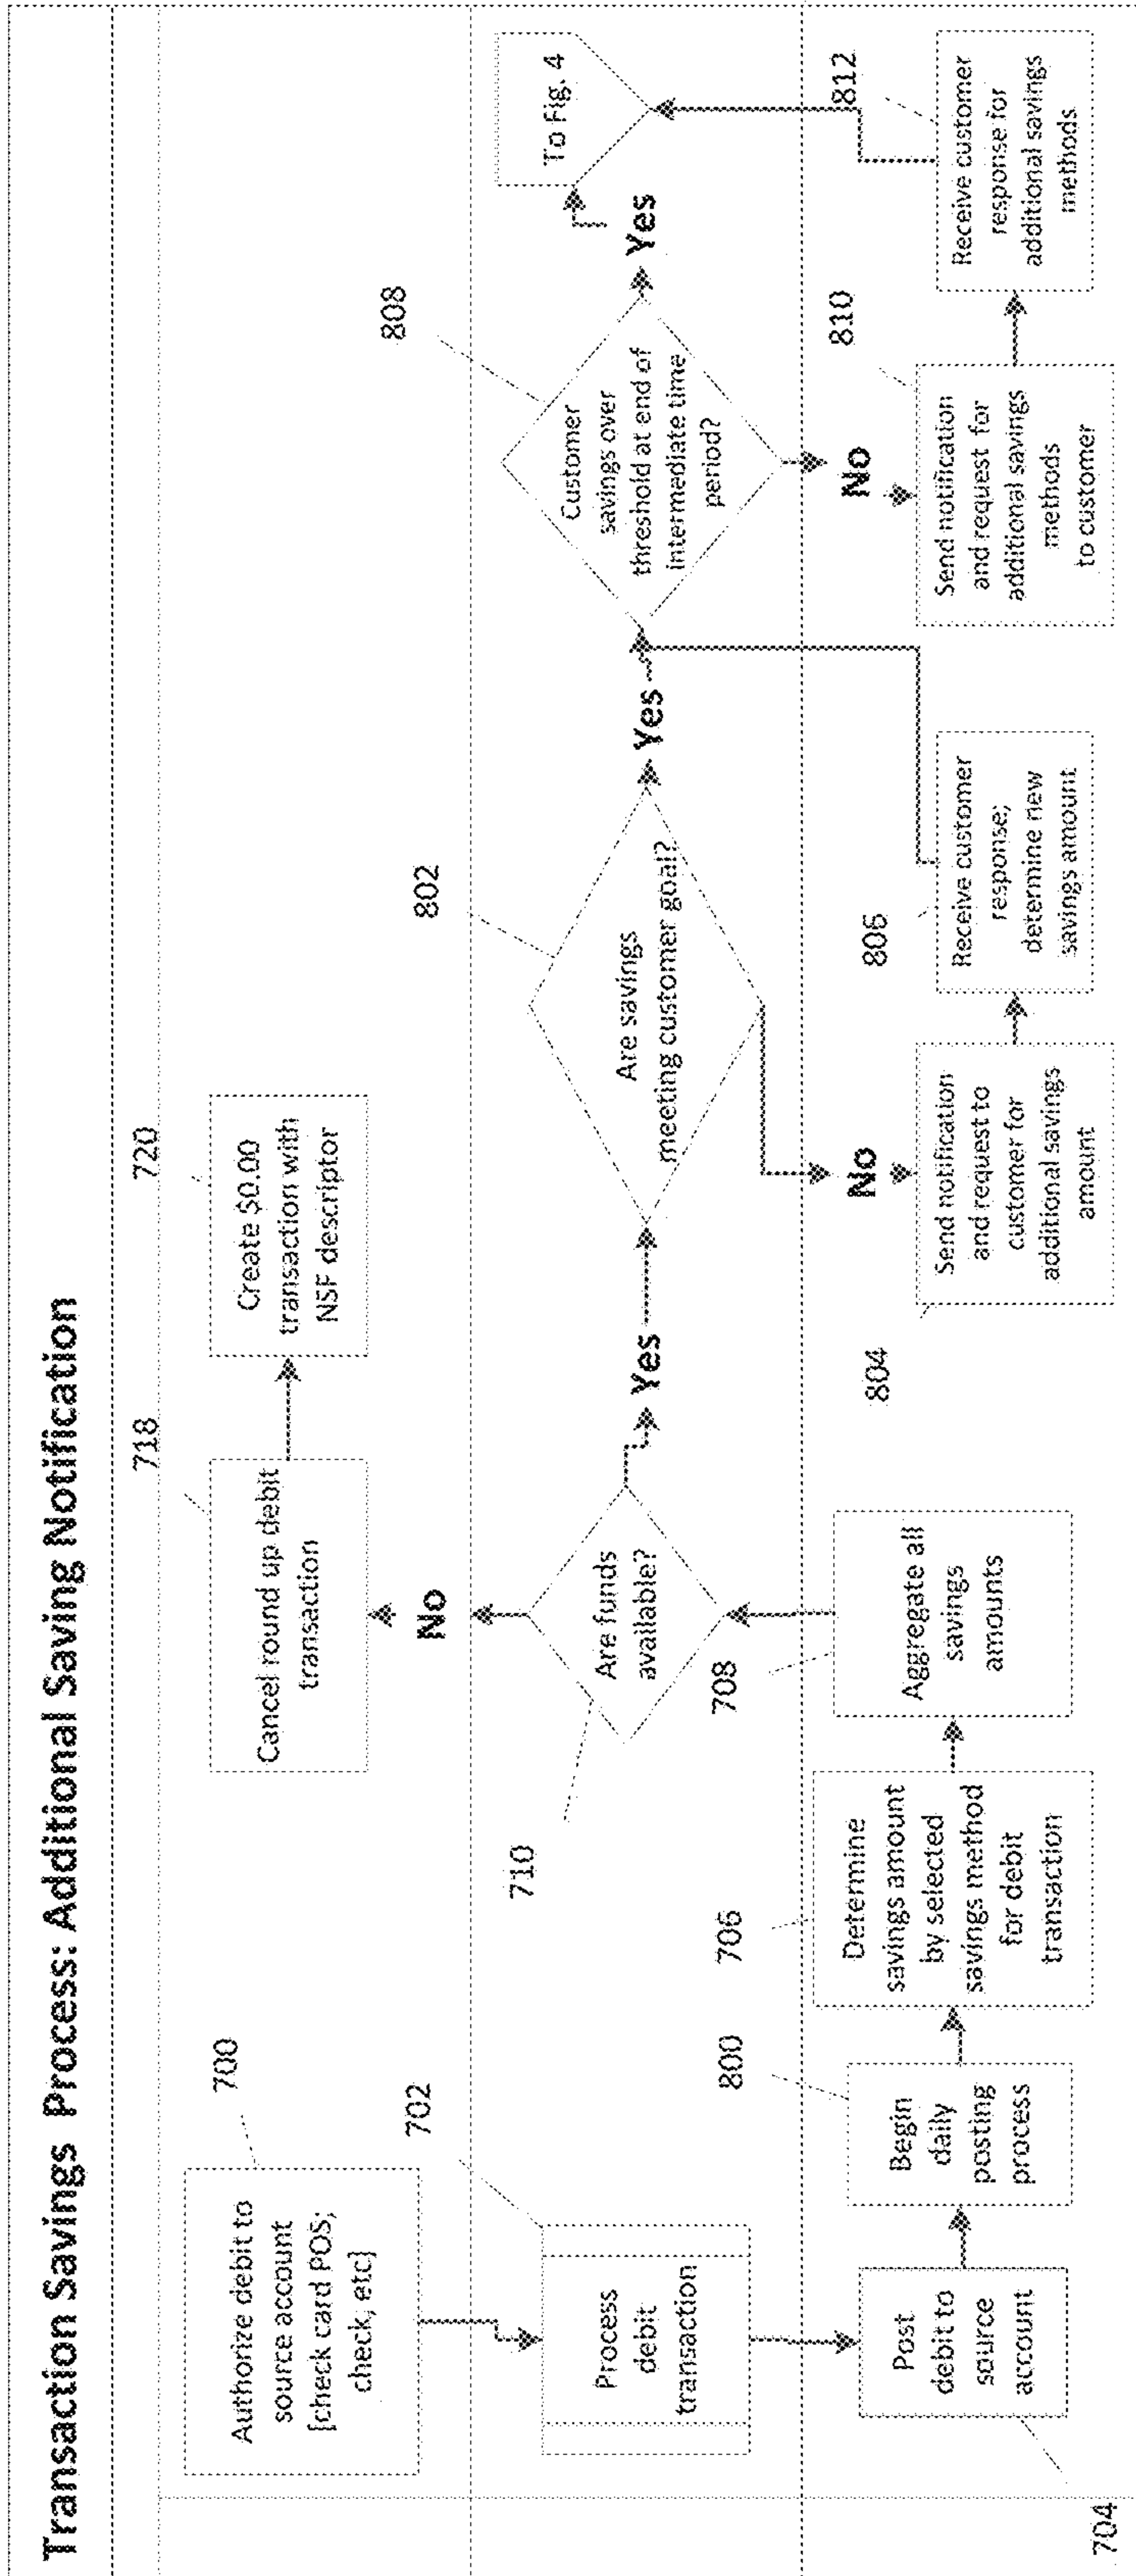 Transaction Savings Process: Additional Saving Notification
700
Authorize debit to
source account
[check card POS;
check, etc]
702
Process
debit
transaction
704
Post
debit to
source
account
800
Begin
daily
posting
process
706
Determine
savings amount
by selected
savings method
for debit
transaction
708
Aggregate all
savings
amounts
710
Are funds
available?
No
718
Cancel round up debit
transaction
720
Create $0.00
transaction with
NSF descriptor
Yes
802
Are savings
meeting customer goal?
No
804
Send notification
and request to
customer for
additional savings
amount
806
Receive customer
response;
determine new
savings amount
Yes
808
Customer
savings over
threshold at end of
intermediate time
period?
No
810
Send notification
and request for
additional savings
methods
to customer
812
Receive customer
response for
additional savings
methods
Yes
To Fig. 4